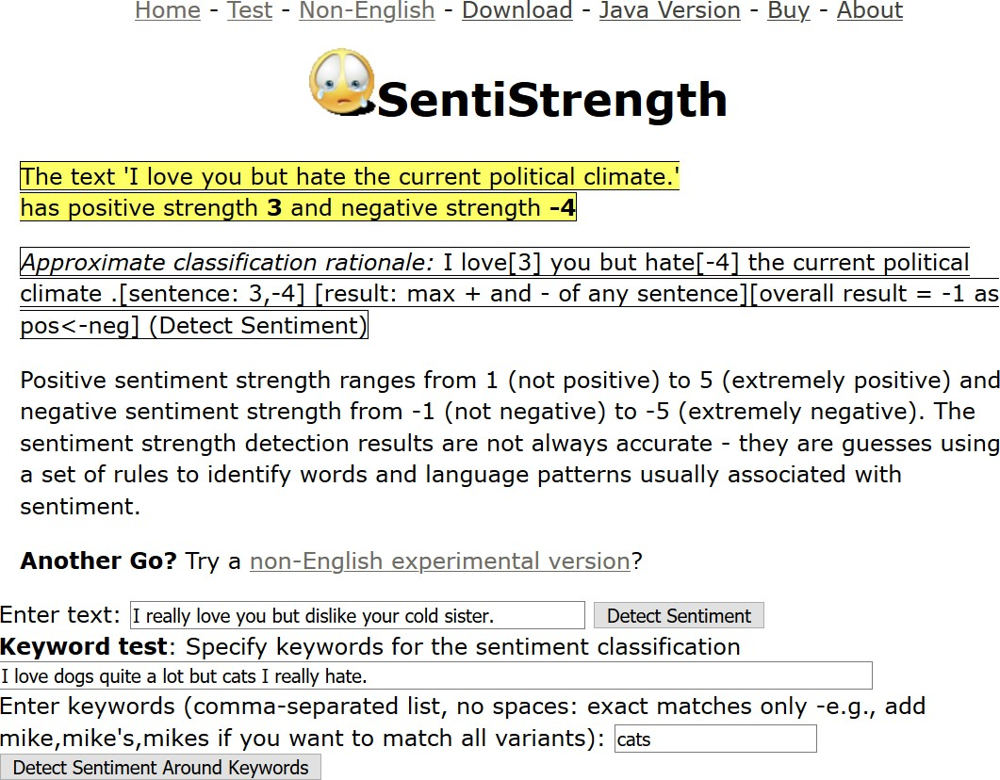 Home - Test - Non-English - Download - Java Version - Buy - About
SentiStrength
The text 'I love you but hate the current political climate.'
has positive strength 3 and negative strength -4
Approximate classification rationale: I love[3] you but hate[-4] the current political
climate .[sentence: 3,-4] [result: max + and - of any sentence][overall result = -1 as
pos<-neg] (Detect Sentiment)
Positive sentiment strength ranges from 1 (not positive) to 5 (extremely positive) and
negative sentiment strength from -1 (not negative) to -5 (extremely negative). The
sentiment strength detection results are not always accurate - they are guesses using
a set of rules to identify words and language patterns usually associated with
sentiment.
Another Go? Try a non-English experimental version?
Enter text: I really love you but dislike your cold sister. Detect Sentiment
Keyword test: Specify keywords for the sentiment classification
I love dogs quite a lot but cats I really hate.
Enter keywords (comma-separated list, no spaces: exact matches only -e.g., add
mike,mike's,mikes if you want to match all variants): cats
Detect Sentiment Around Keywords